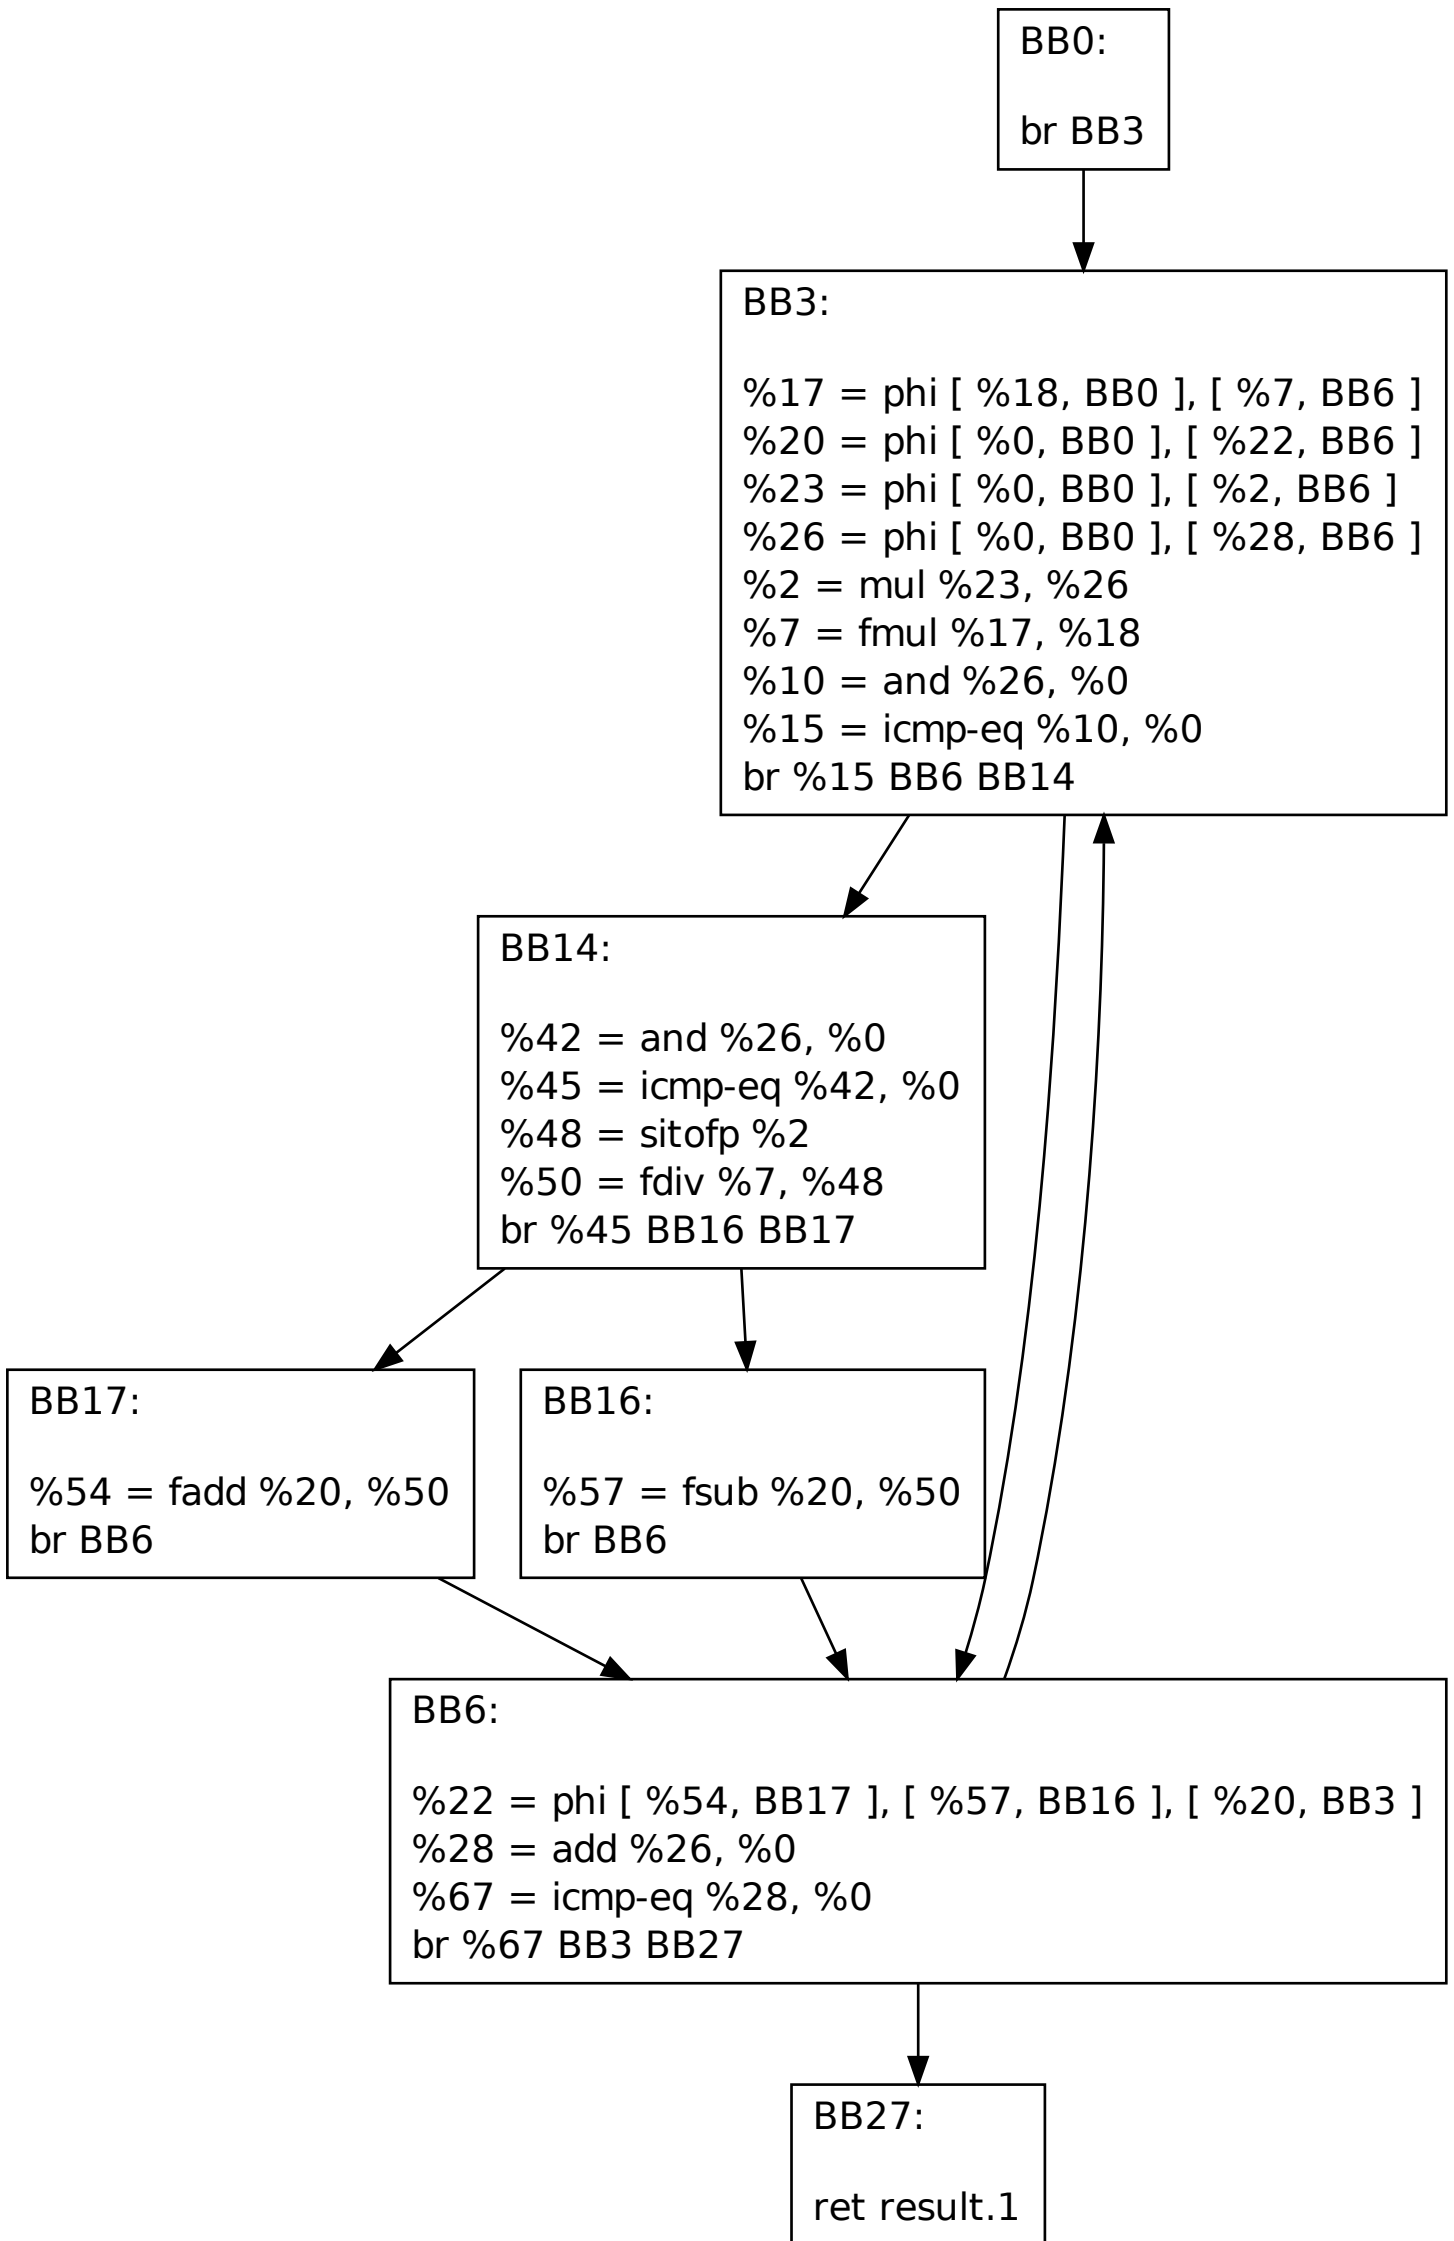 BB0:
br BB3
BB3:
%17 = phi [ %18, BB0 ], [ %7, BB6 ]
%20 = phi [ %0, BB0 ], [ %22, BB6 ]
%23 = phi [ %0, BB0 ], [ %2, BB6 ]
%26 = phi [ %0, BB0 ], [ %28, BB6 ]
%2 = mul %23, %26
%7 = fmul %17, %18
%10 = and %26, %0
%15 = icmp-eq %10, %0
br %15 BB6 BB14
BB14:
%42 = and %26, %0
%45 = icmp-eq %42, %0
%48 = sitofp %2
%50 = fdiv %7, %48
br %45 BB16 BB17
BB17:
%54 = fadd %20, %50
br BB6
BB16:
%57 = fsub %20, %50
br BB6
BB6:
%22 = phi [ %54, BB17 ], [ %57, BB16 ], [ %20, BB3 ]
%28 = add %26, %0
%67 = icmp-eq %28, %0
br %67 BB3 BB27
BB27:
ret result.1